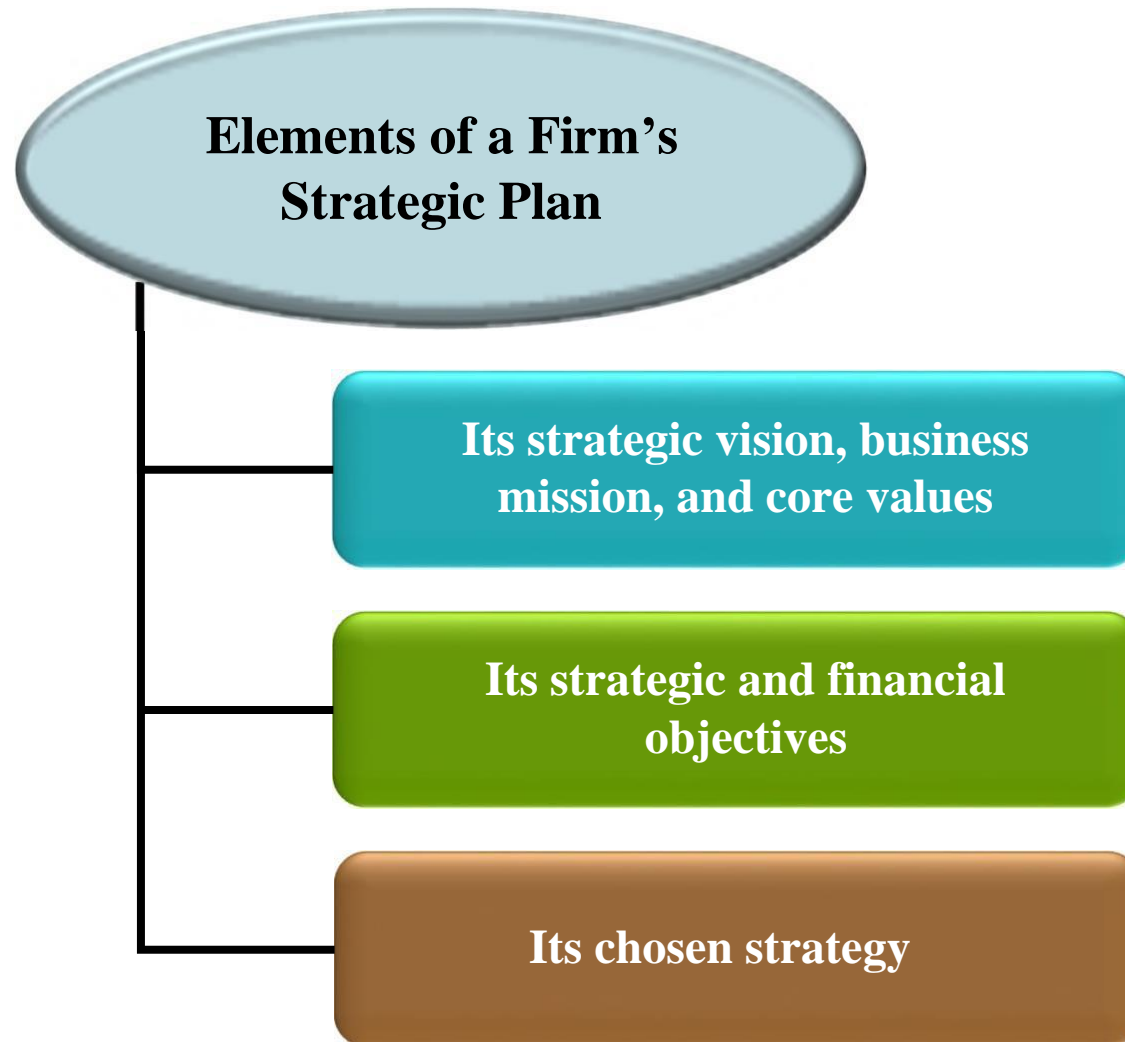 Elements of a Firm’s
Strategic Plan
Its strategic vision, business
mission, and core values
Its strategic and financial
objectives
Its chosen strategy